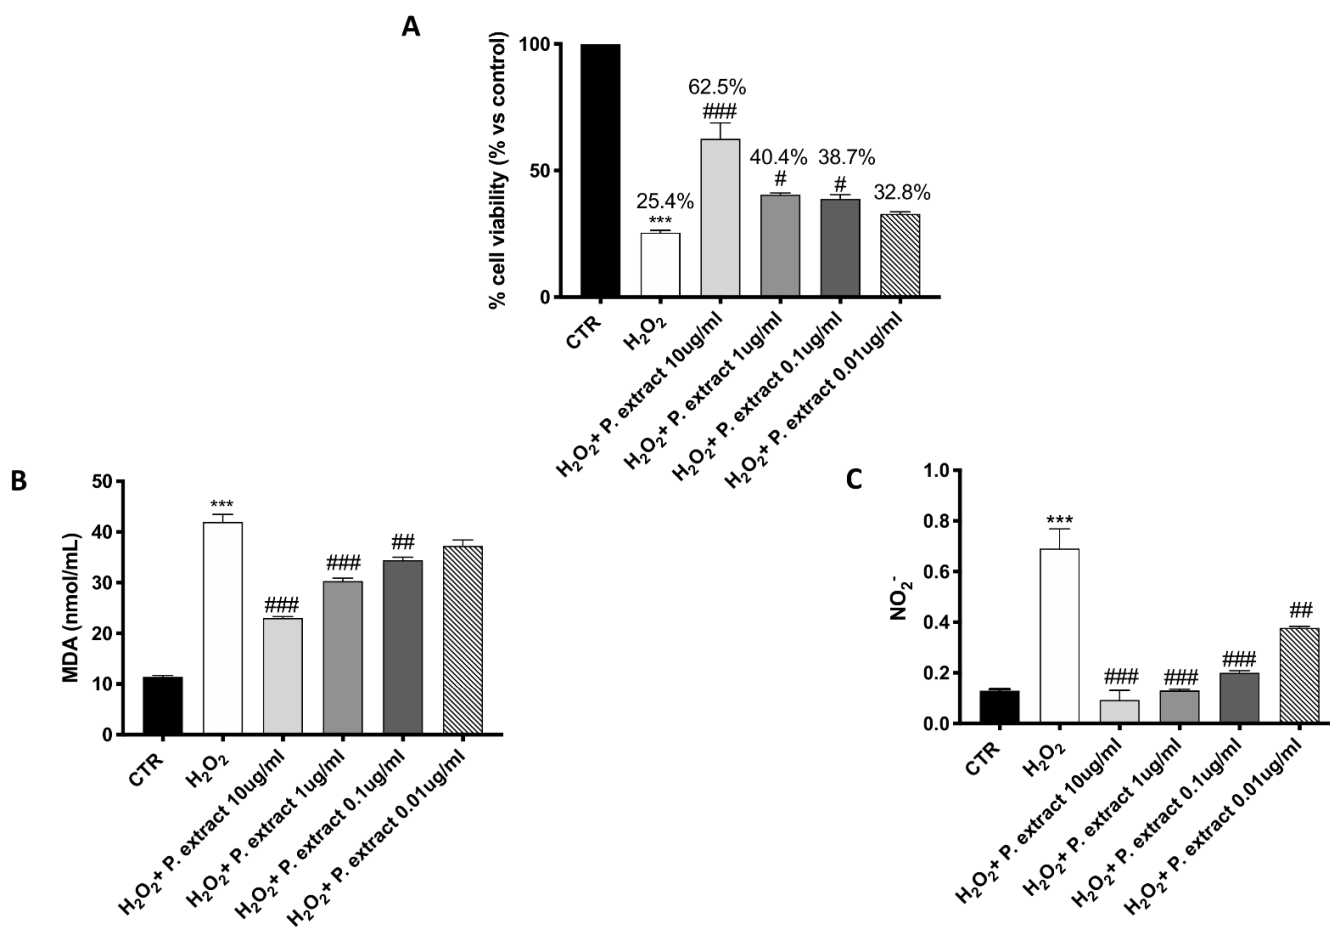 A
% cell viability (% vs control)
100
50
0
25.4%
***
62.5%
###
40.4%
#
38.7%
#
32.8%
CTR
H₂O₂
H₂O₂+ P. extract 10ug/ml
H₂O₂+ P. extract 1ug/ml
H₂O₂+ P. extract 0.1ug/ml
H₂O₂+ P. extract 0.01ug/ml
B
MDA (nmol/mL)
50
40
30
20
10
0
***
###
###
##
CTR
H₂O₂
H₂O₂+ P. extract 10ug/ml
H₂O₂+ P. extract 1ug/ml
H₂O₂+ P. extract 0.1ug/ml
H₂O₂+ P. extract 0.01ug/ml
C
NO₂⁻
1.0
0.8
0.6
0.4
0.2
0.0
***
###
###
###
##
CTR
H₂O₂
H₂O₂+ P. extract 10ug/ml
H₂O₂+ P. extract 1ug/ml
H₂O₂+ P. extract 0.1ug/ml
H₂O₂+ P. extract 0.01ug/ml